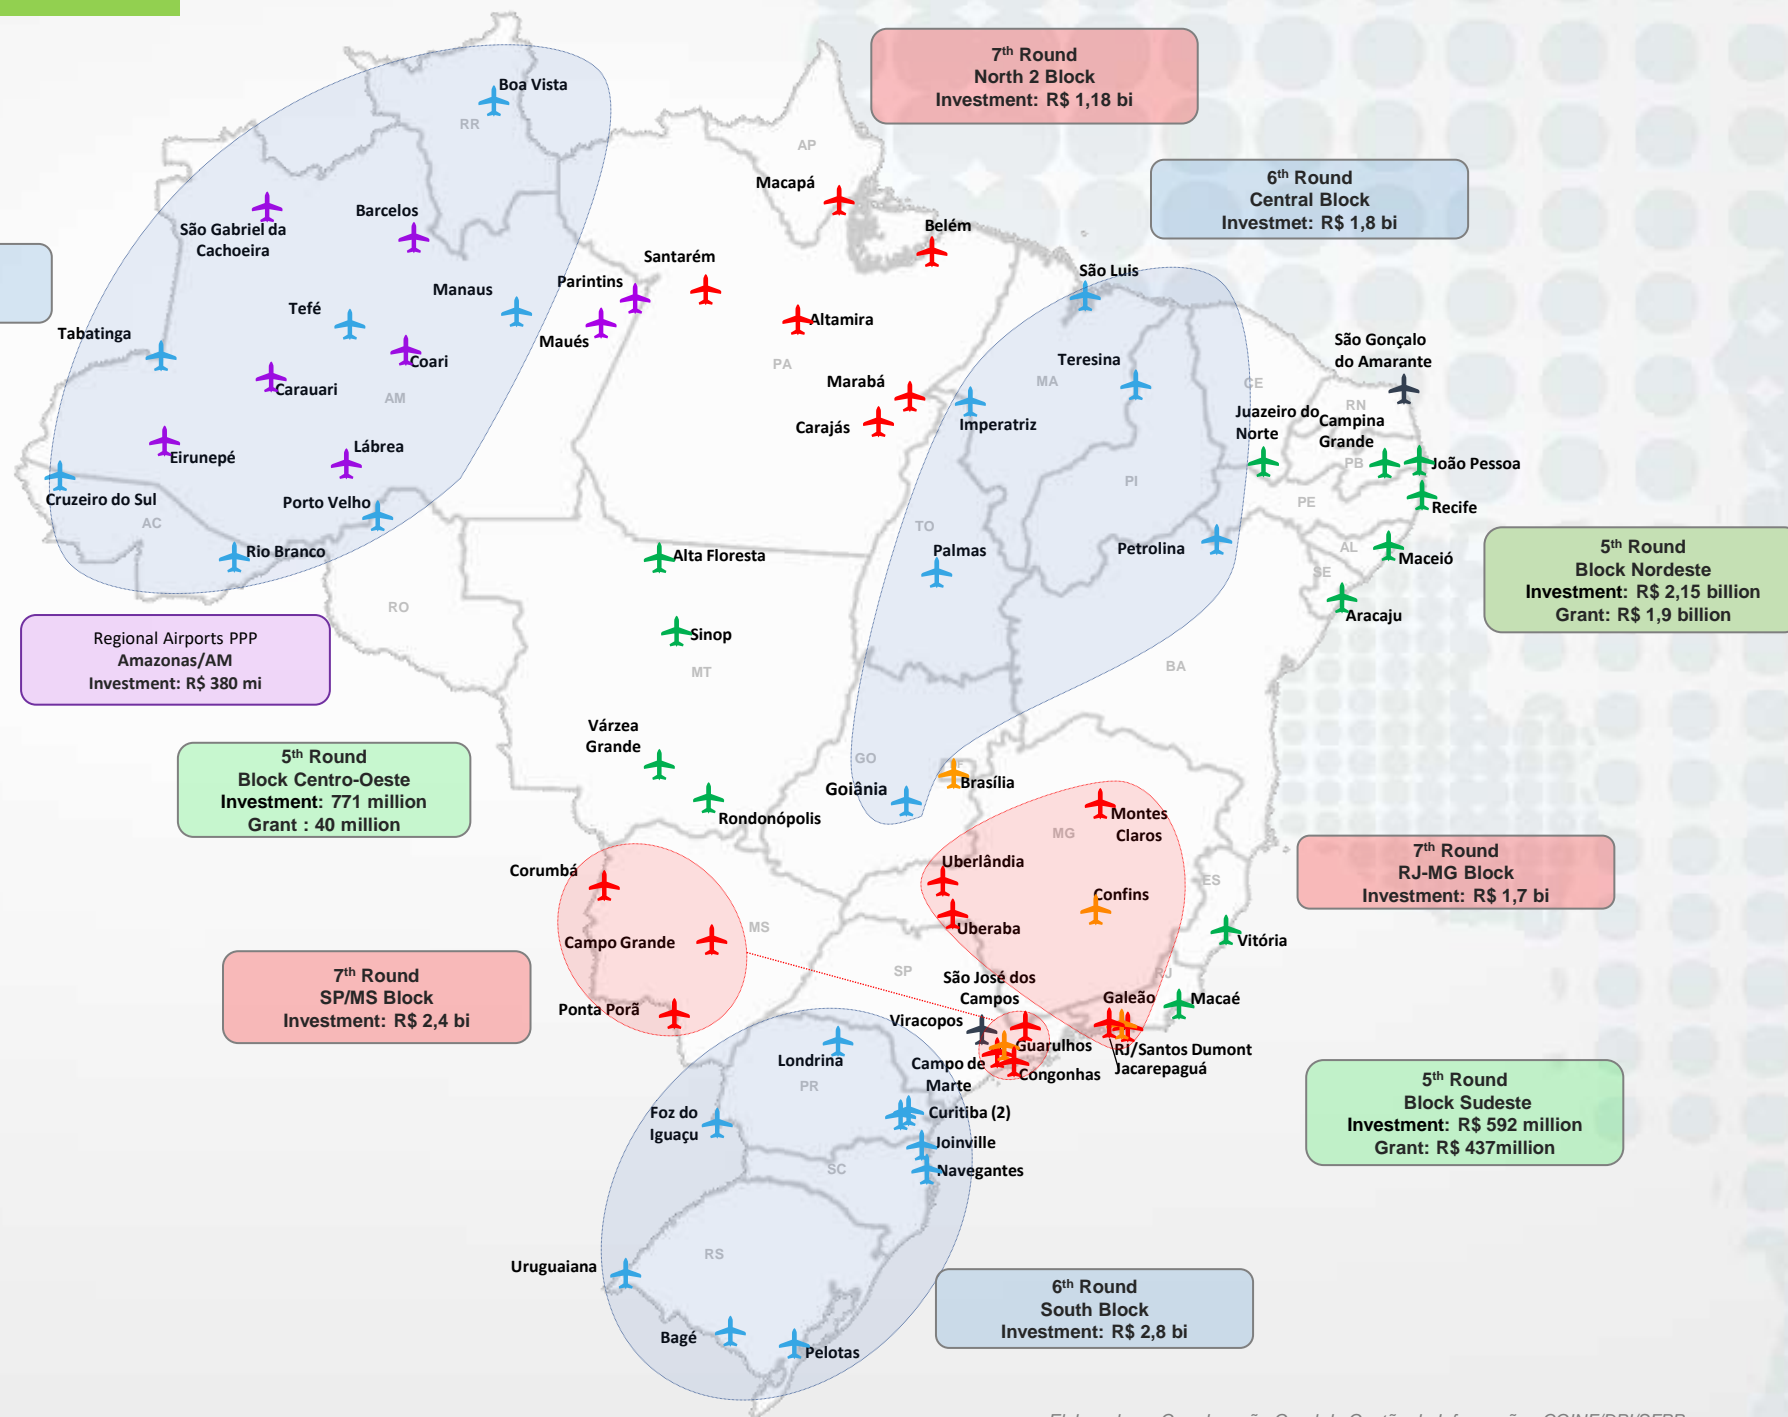 7th Round
North 2 Block
Investment: R$ 1,18 bi
6th Round
Central Block
Investmet: R$ 1,8 bi
Boa Vista
RR
AP
Macapá
Belém
São Gabriel da
Cachoeira
Barcelos
Santarém
Parintins
Manaus
Tefé
Maués
Altamira
São Luis
Tabatinga
Coari
Carauari
AM
PA
Marabá
Carajás
Teresina
MA
Imperatriz
CE
São Gonçalo
do Amarante
RN
Juazeiro do
Norte
Campina
Grande
PB
João Pessoa
Eirunepé
Lábrea
Cruzeiro do Sul
Porto Velho
AC
Rio Branco
PI
PE
Recife
TO
Palmas
Petrolina
AL
Maceió
SE
Aracaju
Alta Floresta
RO
Sinop
MT
BA
5th Round
Block Nordeste
Investment: R$ 2,15 billion
Grant: R$ 1,9 billion
Regional Airports PPP
Amazonas/AM
Investment: R$ 380 mi
Várzea
Grande
Rondonópolis
GO
Goiânia
Brasília
5th Round
Block Centro-Oeste
Investment: 771 million
Grant : 40 million
Montes
Claros
MG
Corumbá
Uberlândia
Confins
ES
Uberaba
Vitória
MS
Campo Grande
7th Round
RJ-MG Block
Investment: R$ 1,7 bi
7th Round
SP/MS Block
Investment: R$ 2,4 bi
SP
São José dos
Campos
RJ
Galeão
Macaé
Ponta Porã
Viracopos
Guarulhos
RJ/Santos Dumont
Jacarepaguá
Campo de
Marte
Congonhas
Londrina
PR
Foz do
Iguaçu
Curitiba (2)
Joinville
Navegantes
SC
5th Round
Block Sudeste
Investment: R$ 592 million
Grant: R$ 437million
RS
Uruguaiana
Bagé
Pelotas
6th Round
South Block
Investment: R$ 2,8 bi